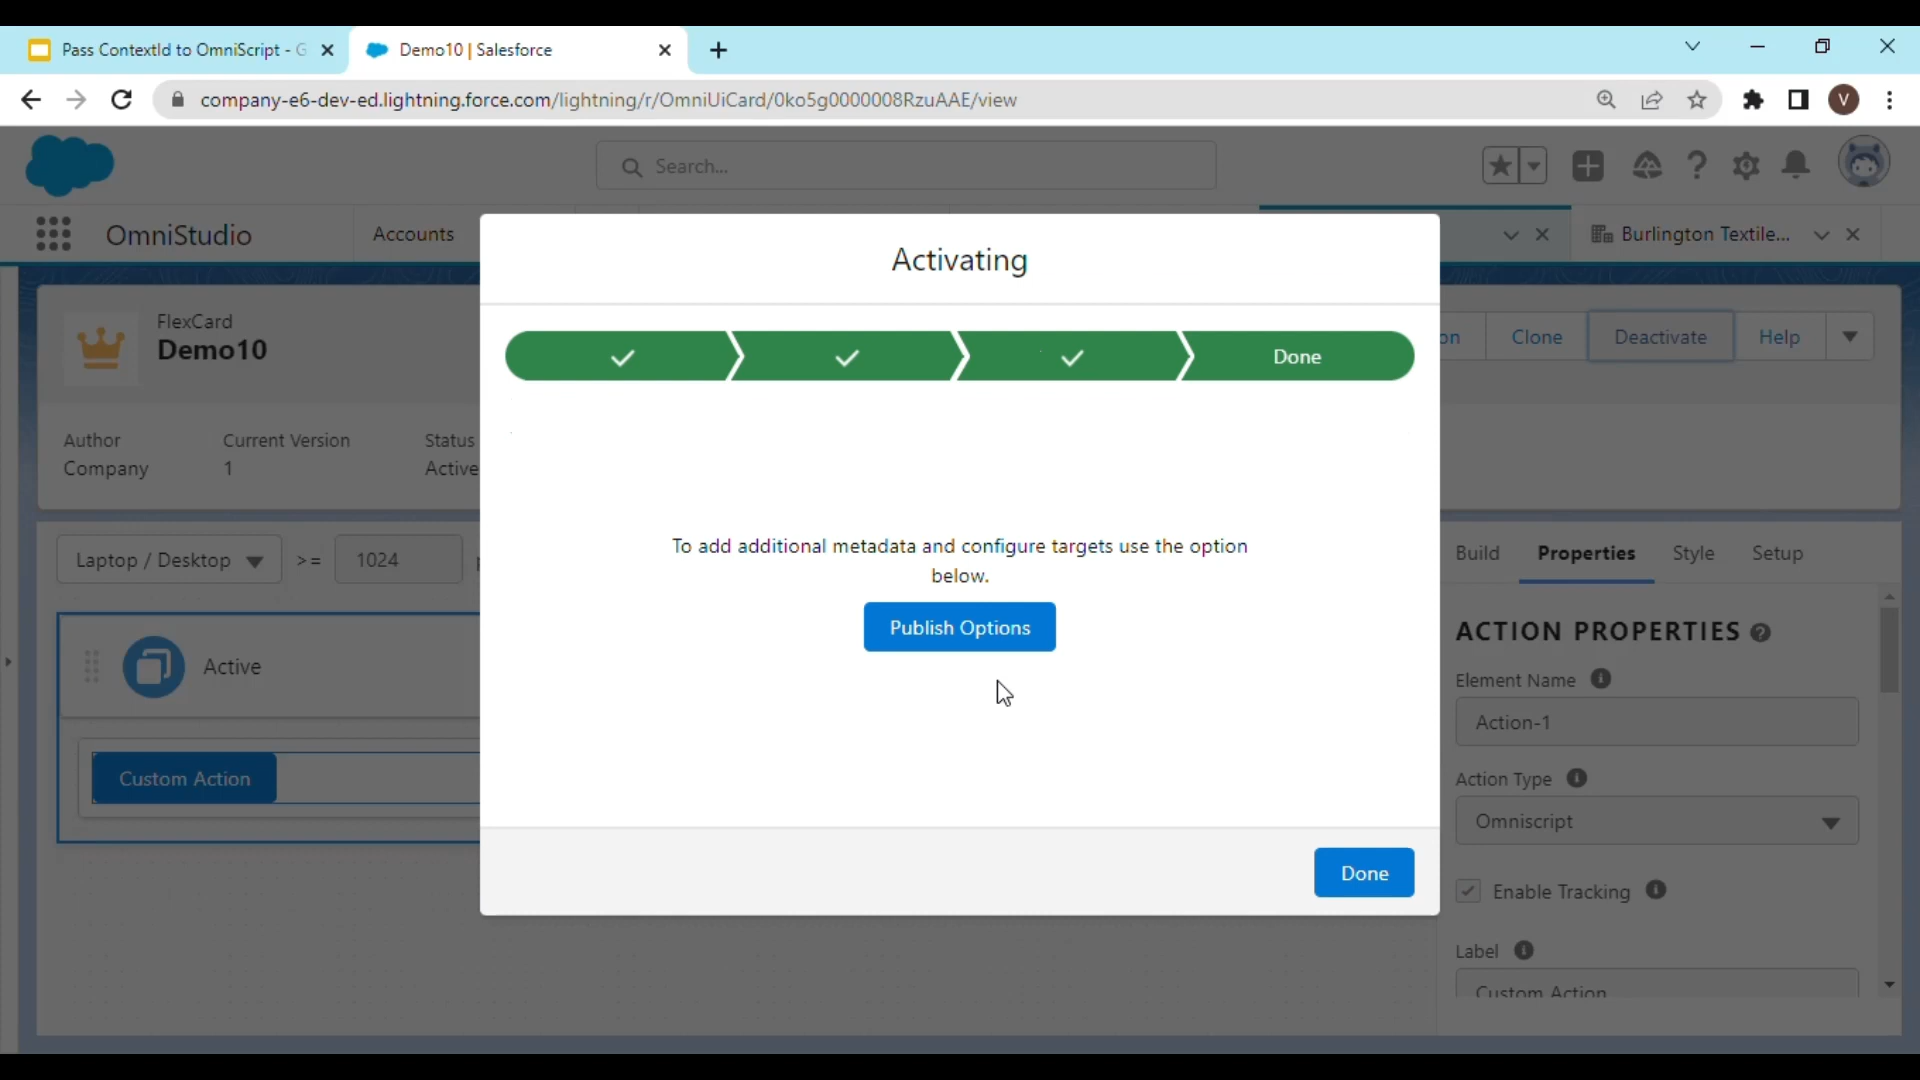 Pass ContextId to OmniScript - G
Demo10 | Salesforce
company-e6-dev-ed.lightning.force.com/lightning/r/OmniUiCard/0ko5g0000008RzuAAE/view
V
Search...
OmniStudio
Accounts
Burlington Textile...
Activating
FlexCard
Demo10
Done
on
Clone
Deactivate
Help
Author
Company
Current Version
1
Status
Active
To add additional metadata and configure targets use the option
below.
Publish Options
Laptop / Desktop
>=
1024
Build
Properties
Style
Setup
Active
Custom Action
ACTION PROPERTIES
Element Name
Action-1
Action Type
Omniscript
Enable Tracking
Label
Custom Action
Done